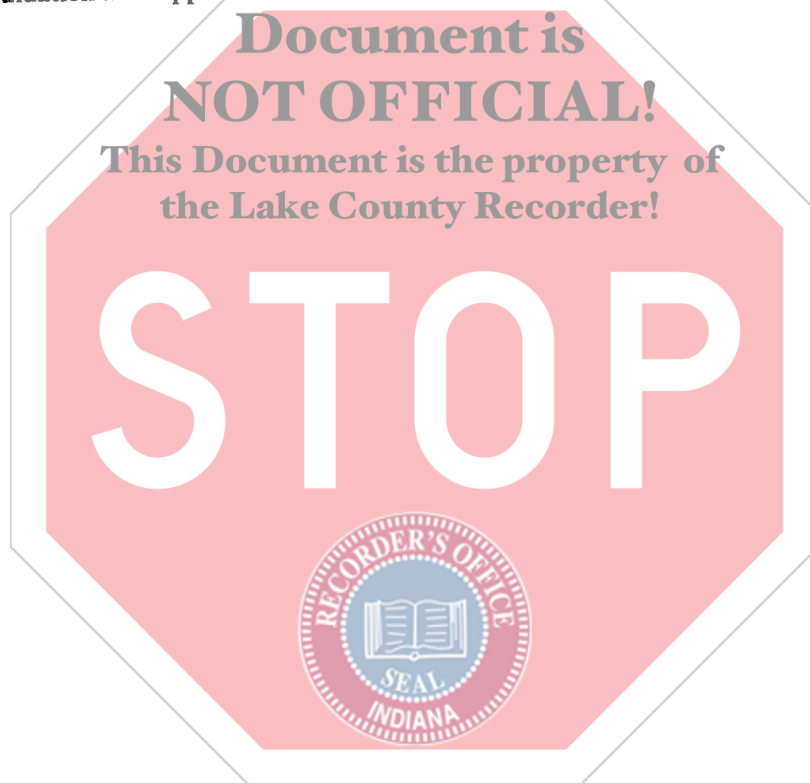 Document is
NOT OFFICIAL!
This Document is the property of
the Lake County Recorder!
STOP
RECORDER'S OFFICE
SEAL
INDIANA